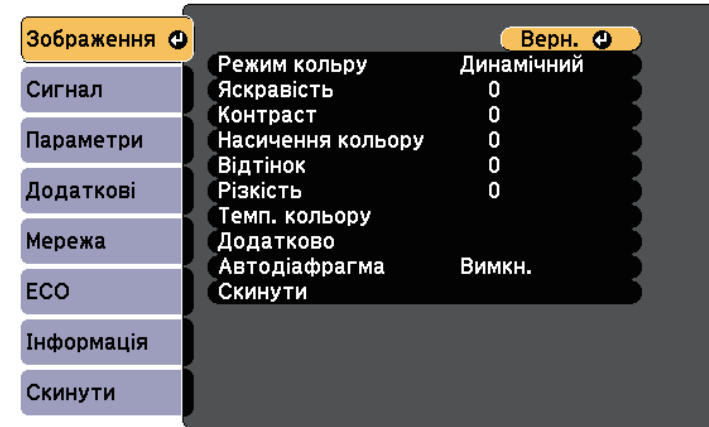 Зображення
Сигнал
Параметри
Додаткові
Мережа
ECO
Інформація
Скинути
Верн.
Режим кольру Динамічний
Яскравість 0
Контраст 0
Насичення кольору 0
Відтінок 0
Різкість 0
Темп. кольору
Додатково
Автодіафрагма Вимкн.
Скинути